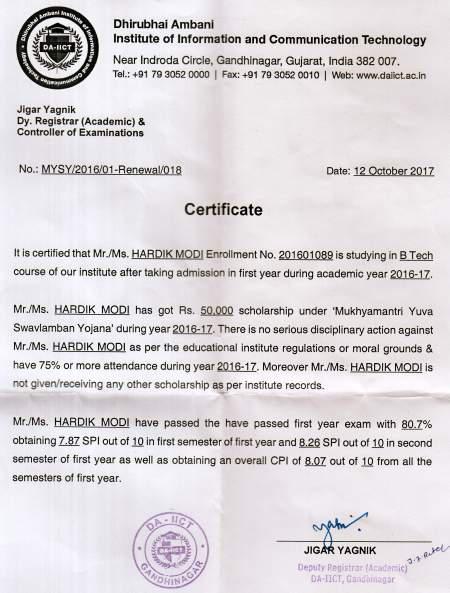 Dhirubhai Ambani Institute of Information and Communication Technology
DA-IICT
Dhirubhai Ambani
Institute of Information and Communication Technology
Near Indroda Circle, Gandhinagar, Gujarat, India 382 007.
Tel.: +91 79 3052 0000 | Fax: +91 79 3052 0010 | Web: www.daiict.ac.in
Jigar Yagnik
Dy. Registrar (Academic) &
Controller of Examinations
No.: MYSY/2016/01-Renewal/018
Date: 12 October 2017
Certificate
It is certified that Mr./Ms. HARDIK MODI Enrollment No. 201601089 is studying in B Tech
course of our institute after taking admission in first year during academic year 2016-17.
Mr./Ms. HARDIK MODI has got Rs. 50,000 scholarship under 'Mukhyamantri Yuva
Swavlamban Yojana' during year 2016-17. There is no serious disciplinary action against
Mr./Ms. HARDIK MODI as per the educational institute regulations or moral grounds &
have 75% or more attendance during year 2016-17. Moreover Mr./Ms. HARDIK MODI is
not given/receiving any other scholarship as per institute records.
Mr./Ms. HARDIK MODI have passed the have passed first year exam with 80.7%
obtaining 7.87 SPI out of 10 in first semester of first year and 8.26 SPI out of 10 in second
semester of first year as well as obtaining an overall CPI of 8.07 out of 10 from all the
semesters of first year.
DA-IICT
DA-IICT
GANDHINAGAR
JIGAR YAGNIK
Deputy Registrar (Academic)
DA-IICT, Gandhinagar